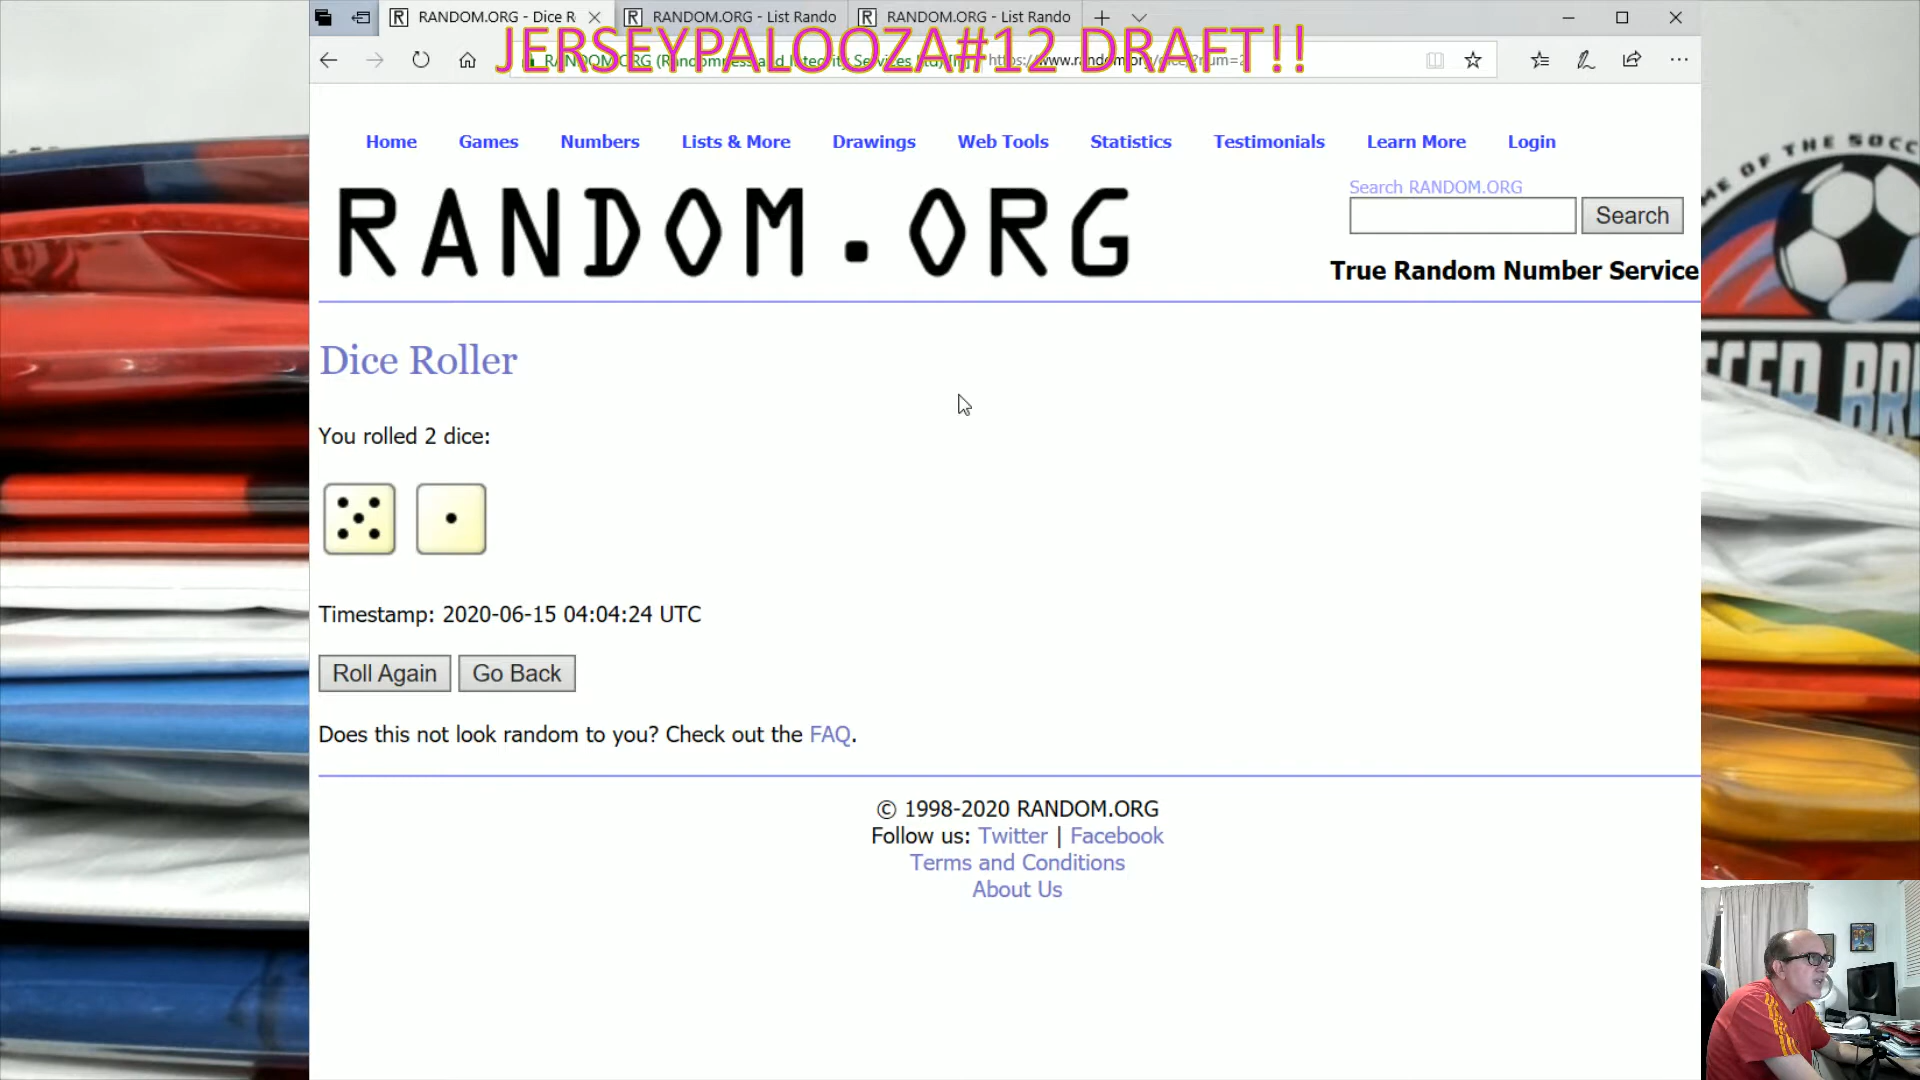 RANDOM.ORG - Dice R
RANDOM.ORG - List Rando
RANDOM.ORG - List Rando
JERSEYPALOOZA#12 DRAFT!!
Home Games Numbers Lists & More Drawings Web Tools Statistics Testimonials Learn More Login
RANDOM.ORG
Search RANDOM.ORG
Search
True Random Number Service
Dice Roller
You rolled 2 dice:
Timestamp: 2020-06-15 04:04:24 UTC
Roll Again Go Back
Does this not look random to you? Check out the FAQ.
© 1998-2020 RANDOM.ORG
Follow us: Twitter | Facebook
Terms and Conditions
About Us
OF THE SOCC